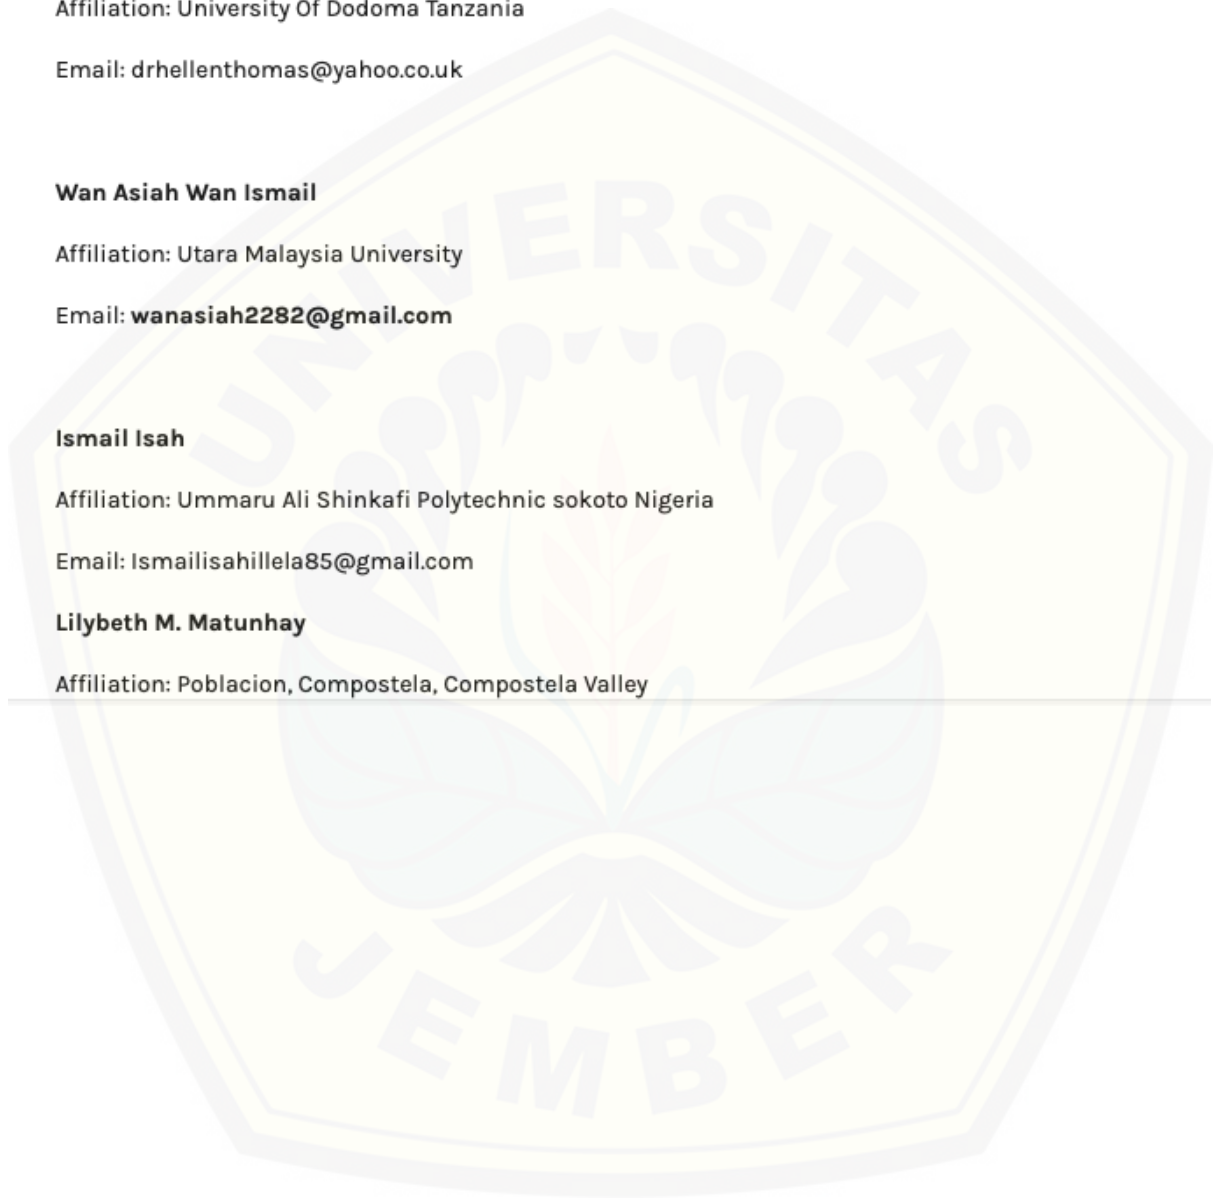 Affiliation: University Of Dodoma Tanzania
Email: drhellenthomas@yahoo.co.uk
Wan Asiah Wan Ismail
Affiliation: Utara Malaysia University
Email: wanasiah2282@gmail.com
Ismail Isah
Affiliation: Ummaru Ali Shinkafi Polytechnic sokoto Nigeria
Email: Ismailisahillela85@gmail.com
Lilybeth M. Matunhay
Affiliation: Poblacion, Compostela, Compostela Valley
UNIVERSITAS
JEMBER